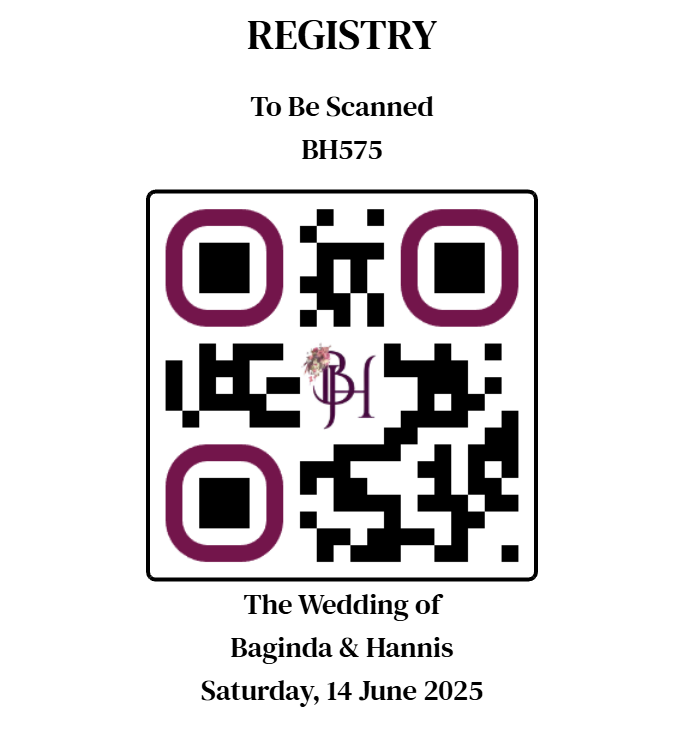 REGISTRY
To Be Scanned
BH575
BH
The Wedding of
Baginda & Hannis
Saturday, 14 June 2025